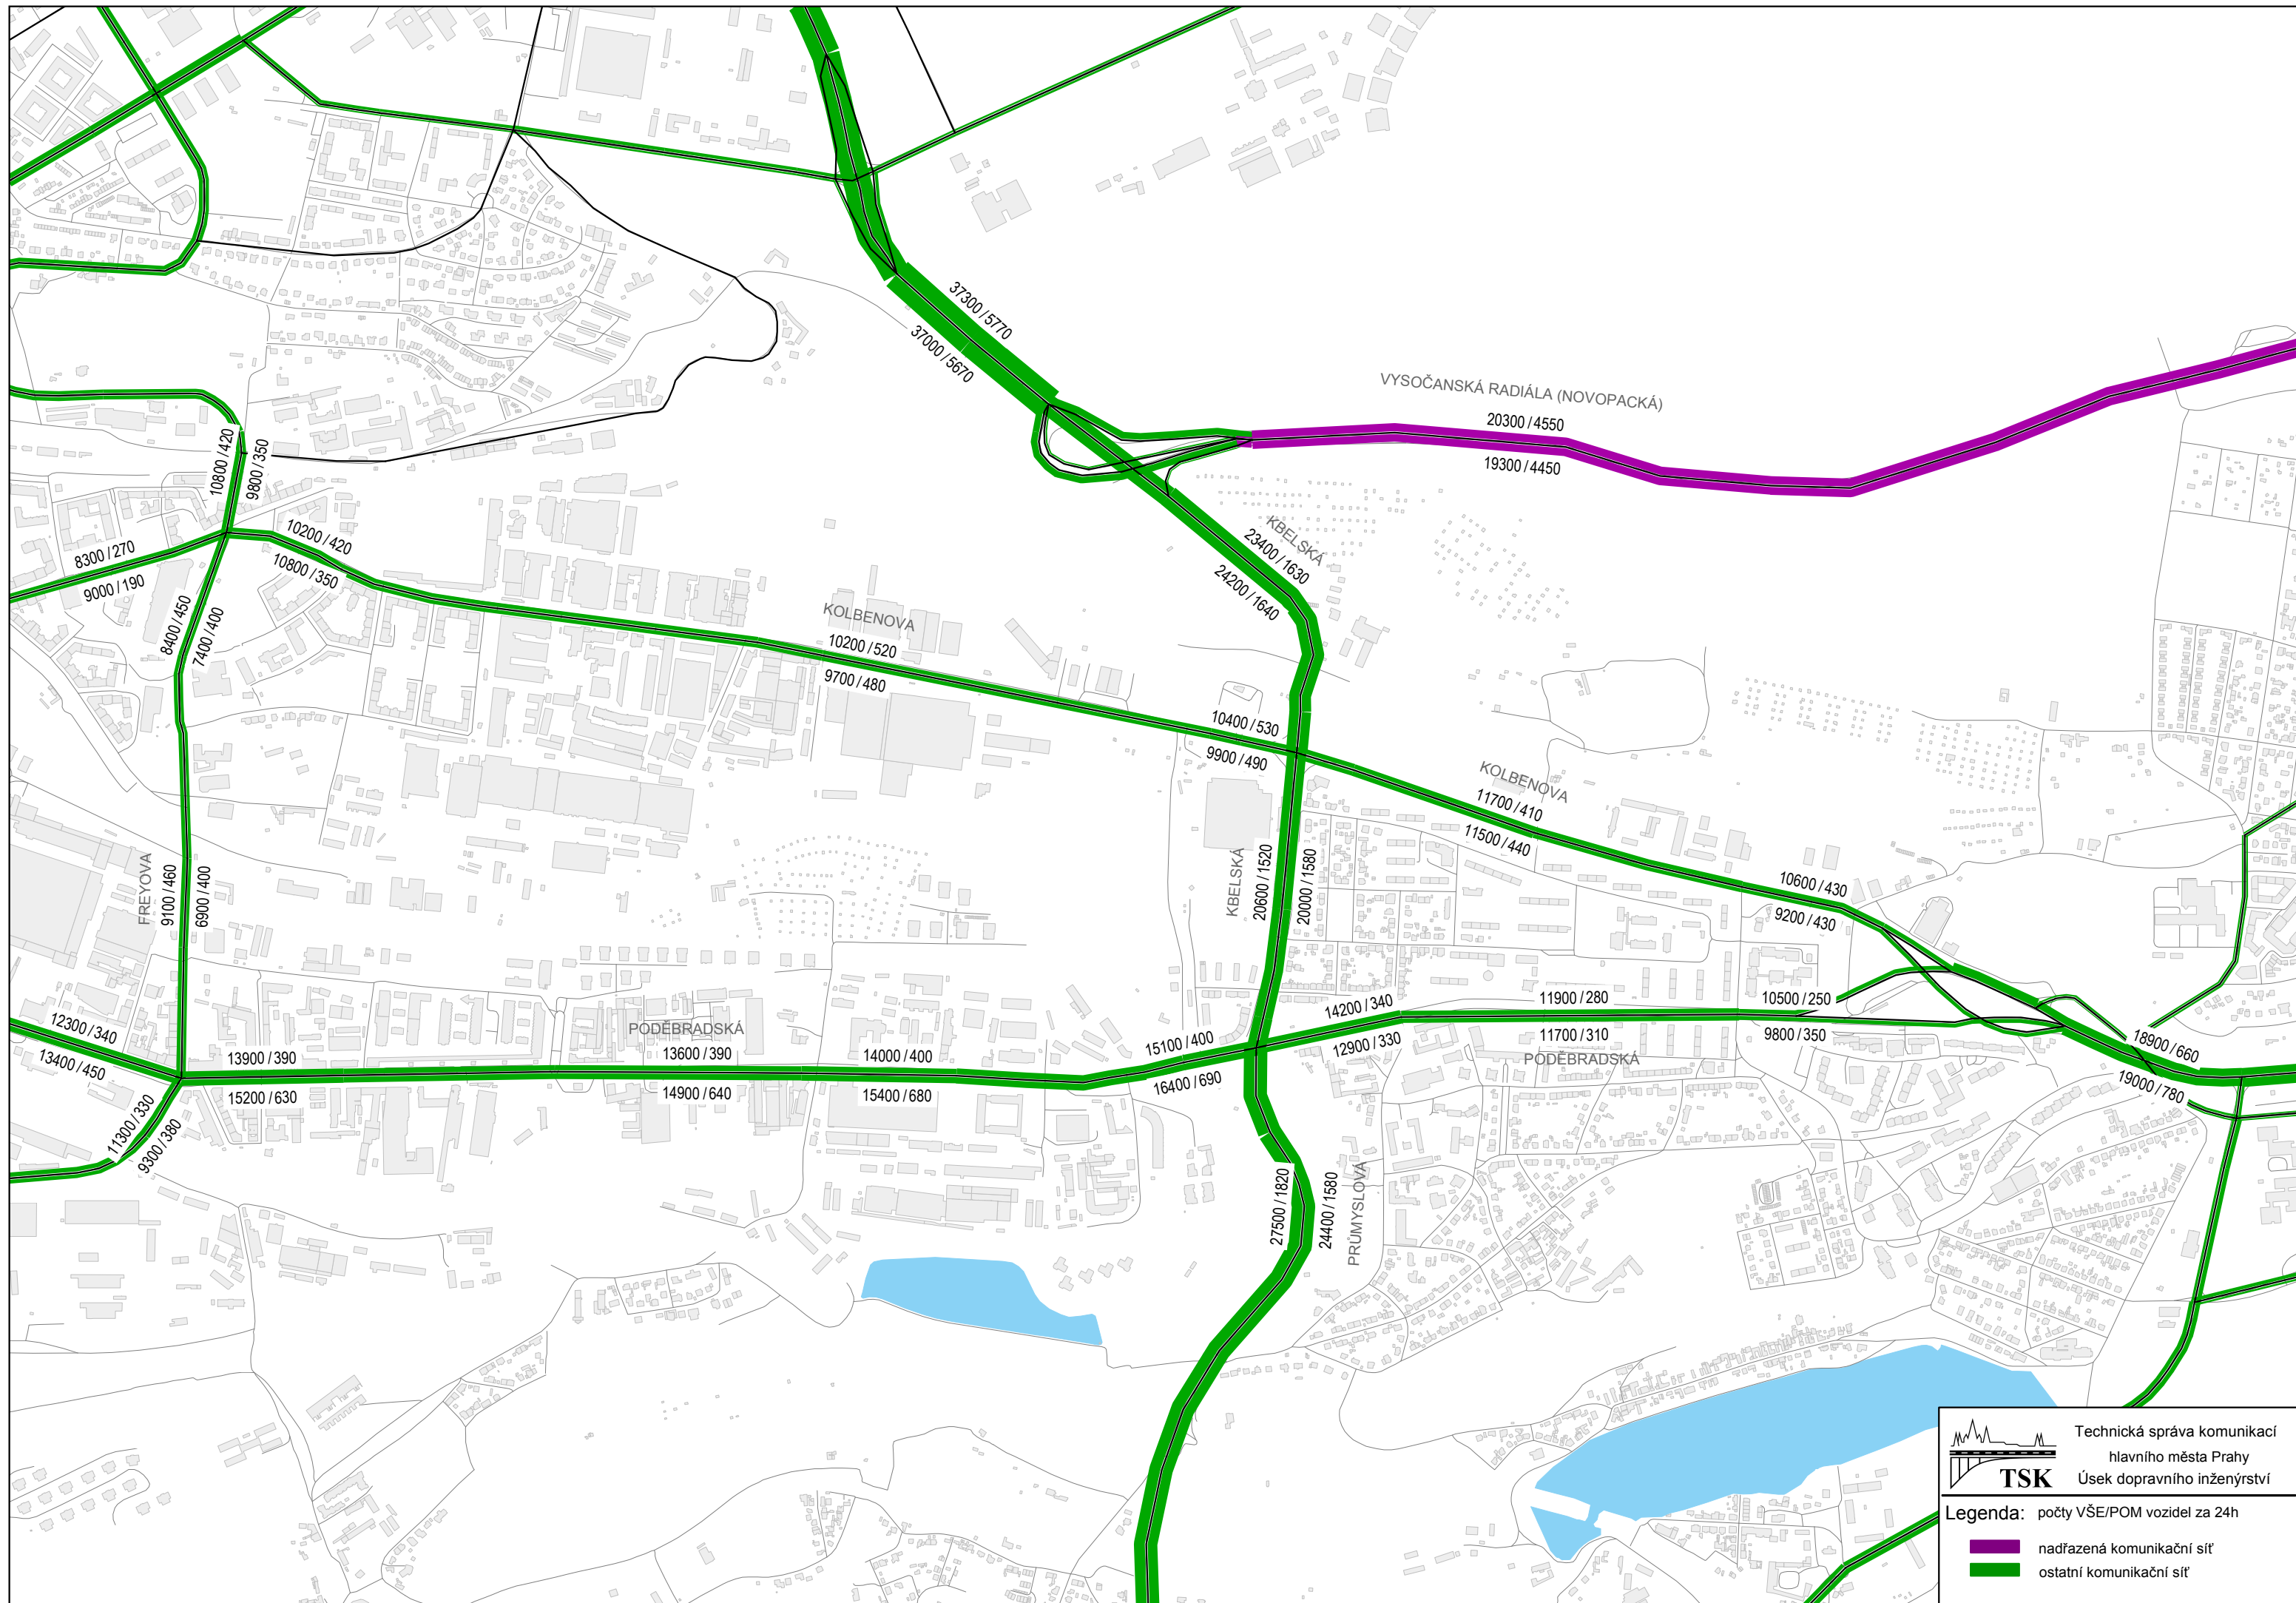 37300 / 5770
37000 / 5670
VYSOČANSKÁ RADIÁLA (NOVOPACKÁ)
20300 / 4550
19300 / 4450
10800 / 420
9800 / 350
KBELSKÁ
23400 / 1630
24200 / 1640
10200 / 420
10800 / 350
8300 / 270
9000 / 190
8400 / 450
7400 / 400
KOLBENOVA
10200 / 520
9700 / 480
10400 / 530
9900 / 490
KOLBENOVA
11700 / 410
11500 / 440
FREYOVA
9100 / 460
6900 / 400
KBELSKÁ
20600 / 1520
20000 / 1580
10600 / 430
9200 / 430
12300 / 340
13400 / 450
13900 / 390
15200 / 630
PODĚBRADSKÁ
13600 / 390
14900 / 640
14000 / 400
15400 / 680
15100 / 400
16400 / 690
14200 / 340
12900 / 330
11900 / 280
11700 / 310
PODĚBRADSKÁ
10500 / 250
9800 / 350
18900 / 660
19000 / 780
11300 / 330
9300 / 380
27500 / 1820
24400 / 1580
PRŮMYSLOVÁ
Technická správa komunikací
hlavního města Prahy
TSK
Úsek dopravního inženýrství
Legenda: počty VŠE/POM vozidel za 24h
nadřazená komunikační síť
ostatní komunikační síť